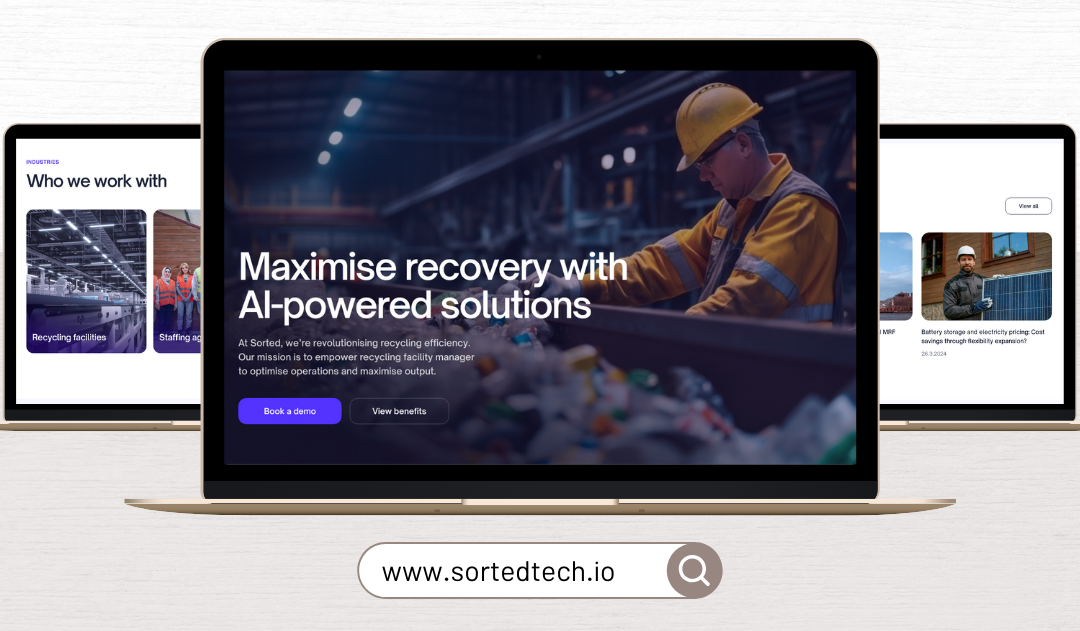 INDUSTRIES
Who we work with
Recycling facilities
Staffing ag
Maximise recovery with
AI-powered solutions
At Sorted, we're revolutionising recycling efficiency.
Our mission is to empower recycling facility manager
to optimise operations and maximise output.
Book a demo
View benefits
View all
MRF
Battery storage and electricity pricing: Cost
savings through flexibility expansion?
26.3.2024
www.sortedtech.io